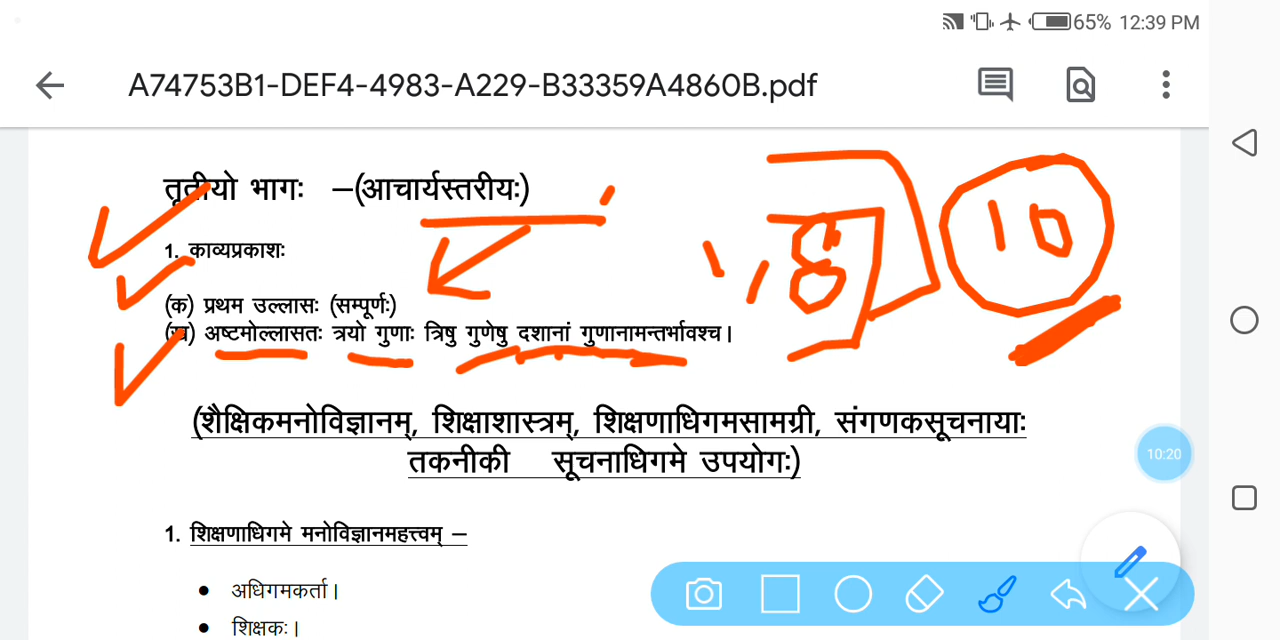 65% 12:39 PM
A74753B1-DEF4-4983-A229-B33359A4860B.pdf
तृतीयो भागः –(आचार्यस्तरीयः)
1. काव्यप्रकाशः
(क) प्रथम उल्लासः (सम्पूर्णः)
(ख) अष्टमोल्लासतः त्रयो गुणाः त्रिषु गुणेषु दशानां गुणानामन्तर्भावश्च।
10
(शैक्षिकमनोविज्ञानम्, शिक्षाशास्त्रम्, शिक्षणाधिगमसामग्री, संगणकसूचनायाः
तकनीकी सूचनाधिगमे उपयोगः)
10:20
1. शिक्षणाधिगमे मनोविज्ञानमहत्त्वम् –
• अधिगमकर्ता।
• शिक्षकः।